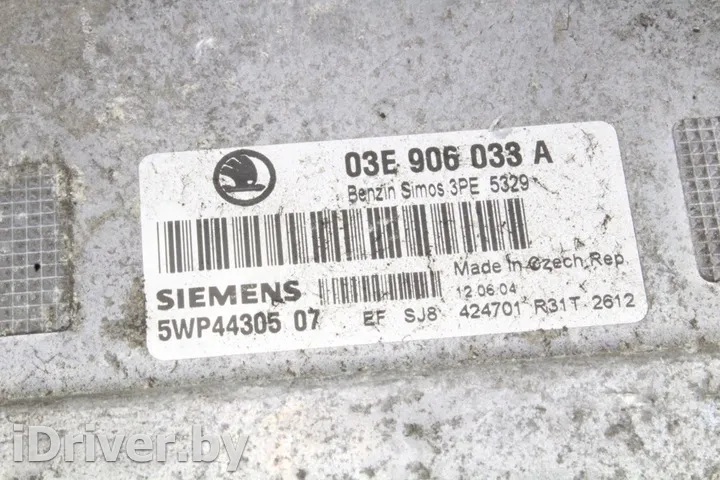 03E 906 033 A
Benzin Simos 3PE 5329
Made in Czech Rep.
SIEMENS 12.06.04
5WP44305 07 EF SJ8 424701 R31T 2612
iDriver.by